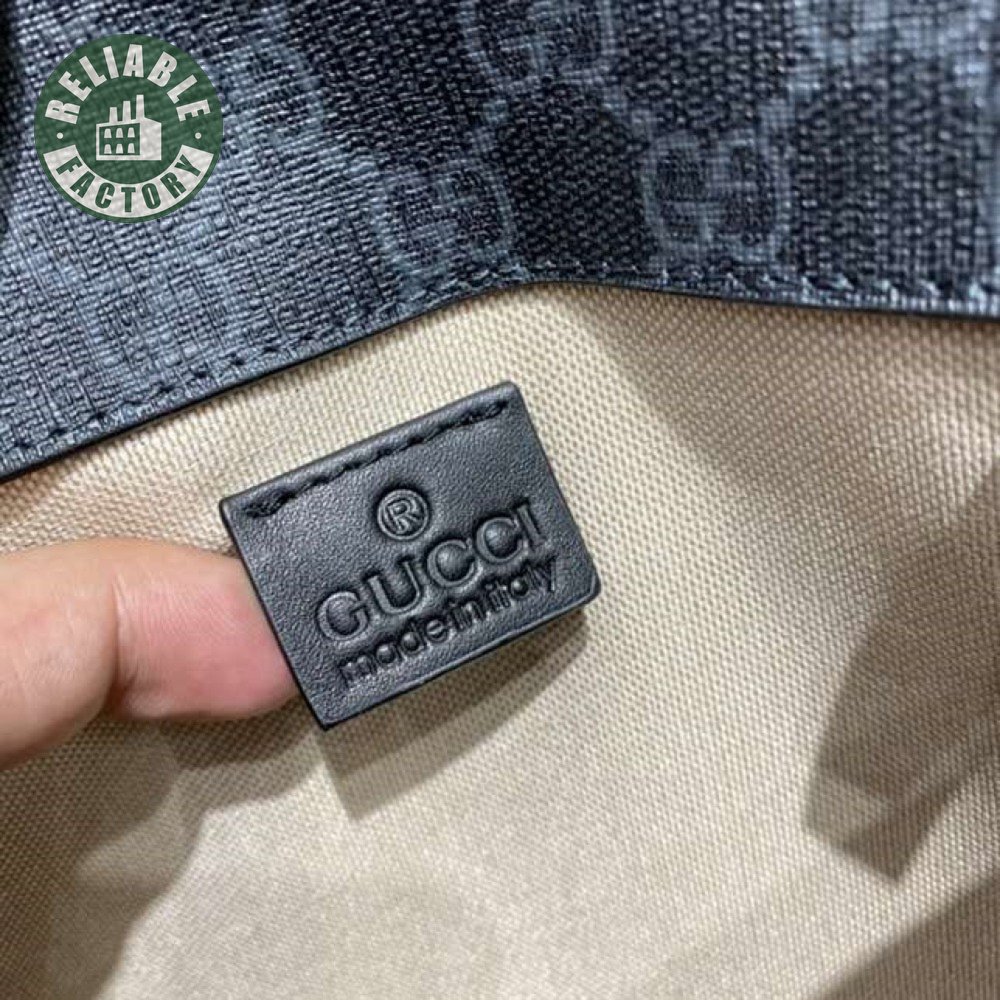 RELIABLE
FACTORY
®
GUCCI
made in italy